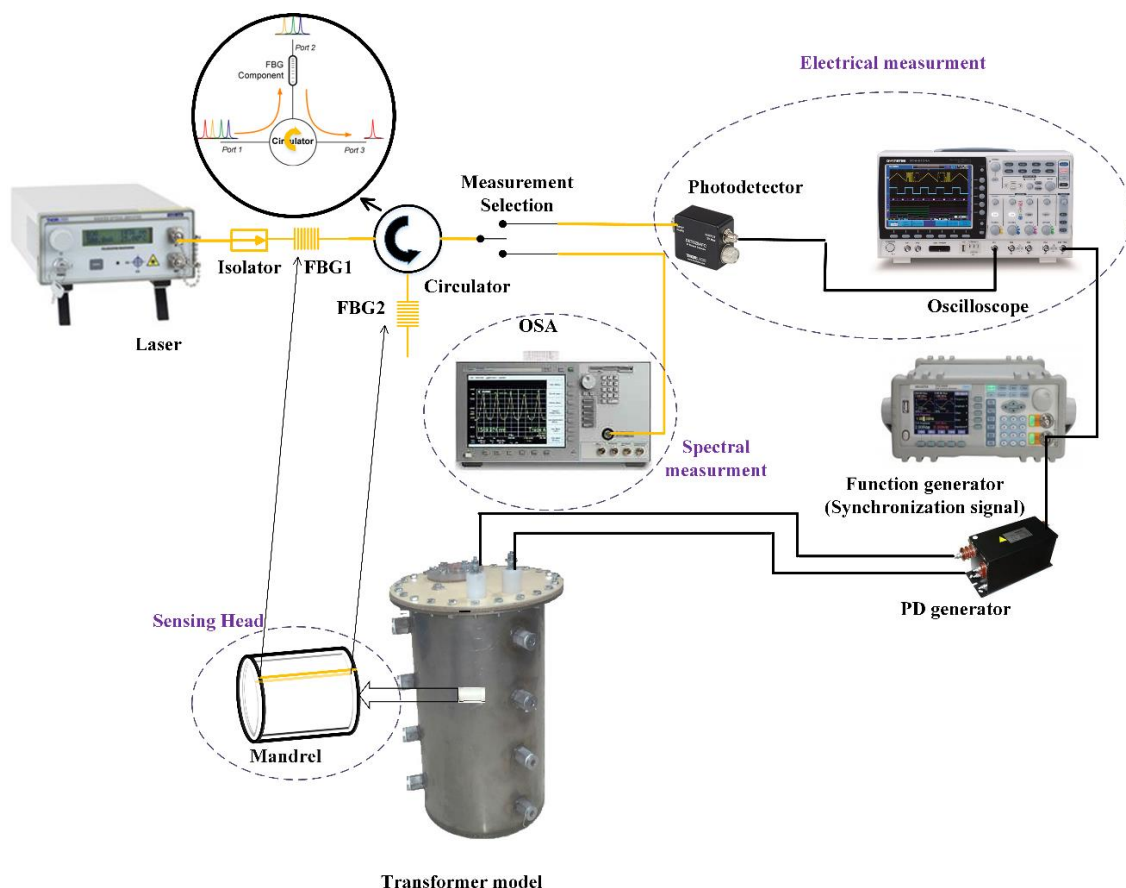 Port 2
FBG
Component
Port 1
Circulator
Port 3
Electrical measurment
Measurement
Selection
Photodetector
Isolator
FBG1
Circulator
FBG2
Laser
OSA
Oscilloscope
Spectral
measurment
Function generator
(Synchronization signal)
PD generator
Sensing Head
Mandrel
Transformer model